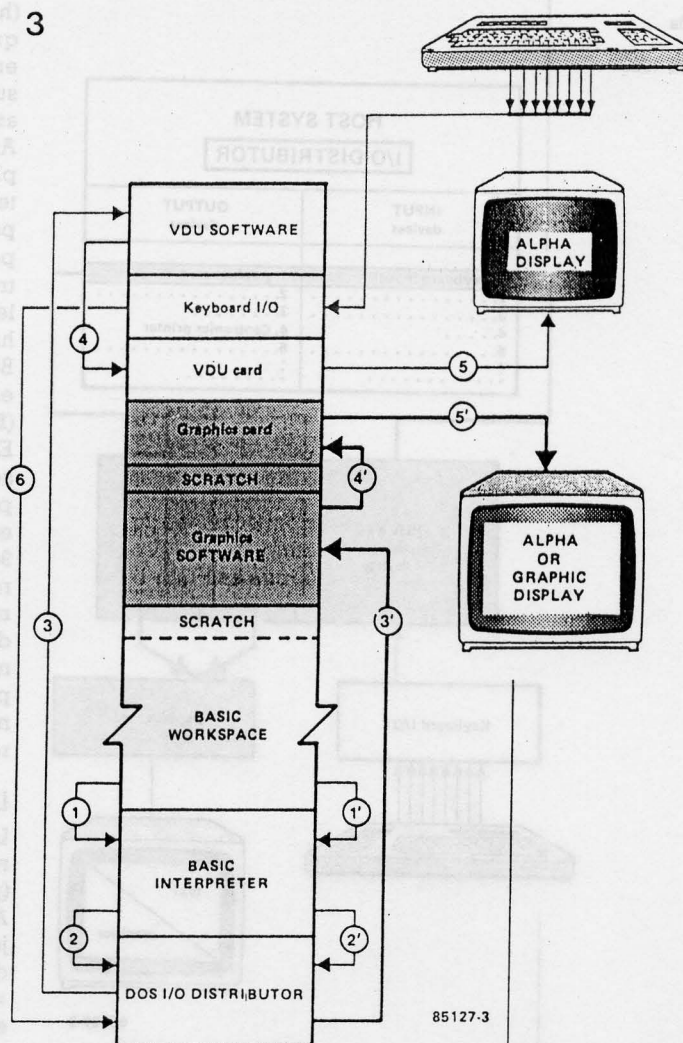 3
VDU SOFTWARE
Keyboard I/O
VDU card
Graphics card
SCRATCH
Graphics
SOFTWARE
SCRATCH
BASIC
WORKSPACE
BASIC
INTERPRETER
DOS I/O DISTRIBUTOR
ALPHA
DISPLAY
ALPHA
OR
GRAPHIC
DISPLAY
4
5
5'
4'
6
3
3'
1
1'
2
2'
85127-3
HOST SYSTEM
I/O DISTRIBUTOR
INPUT
devices
OUTPUT
Keyboard I/O